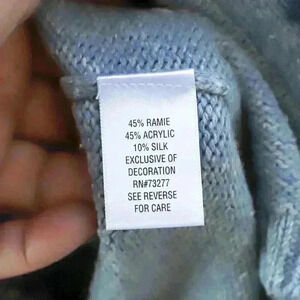 45% RAMIE
45% ACRYLIC
10% SILK
EXCLUSIVE OF
DECORATION
RN#73277
SEE REVERSE
FOR CARE